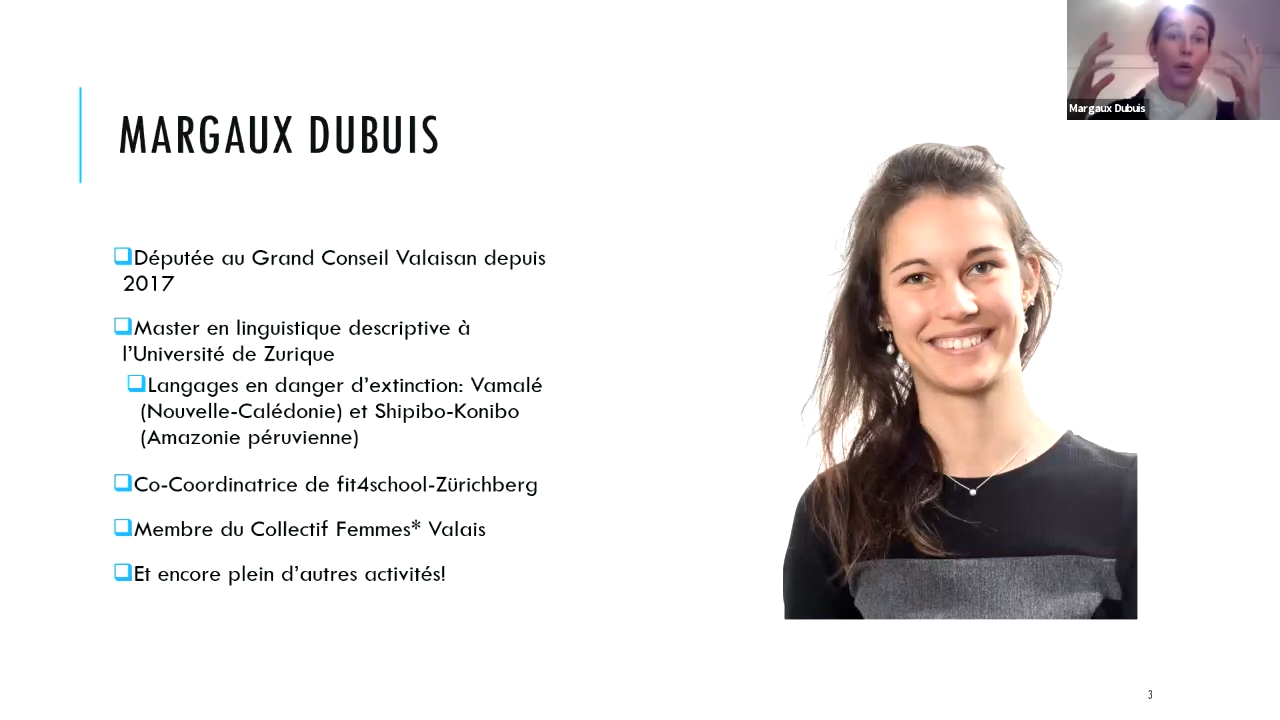 Margaux Dubuis
MARGAUX DUBUIS
Députée au Grand Conseil Valaisan depuis
2017
Master en linguistique descriptive à
l’Université de Zurique
Langages en danger d’extinction: Vamalé
(Nouvelle-Calédonie) et Shipibo-Konibo
(Amazonie péruvienne)
Co-Coordinatrice de fit4school-Zürichberg
Membre du Collectif Femmes* Valais
Et encore plein d’autres activités!
3